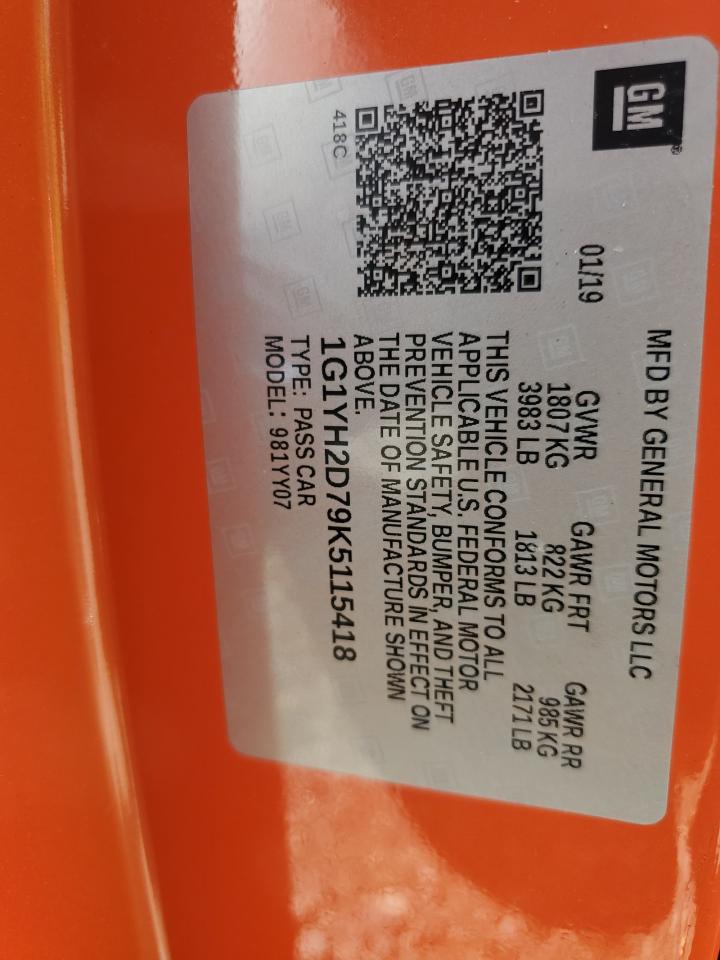 GM
MFD BY GENERAL MOTORS LLC
01/19
GVWR GAWR FRT GAWR RR
1807 KG 822 KG 985 KG
3983 LB 1813 LB 2171 LB
THIS VEHICLE CONFORMS TO ALL
APPLICABLE U.S. FEDERAL MOTOR
VEHICLE SAFETY, BUMPER, AND THEFT
PREVENTION STANDARDS IN EFFECT ON
THE DATE OF MANUFACTURE SHOWN
ABOVE.
418C
1G1YH2D79K5115418
TYPE: PASS CAR
MODEL: 981YY07